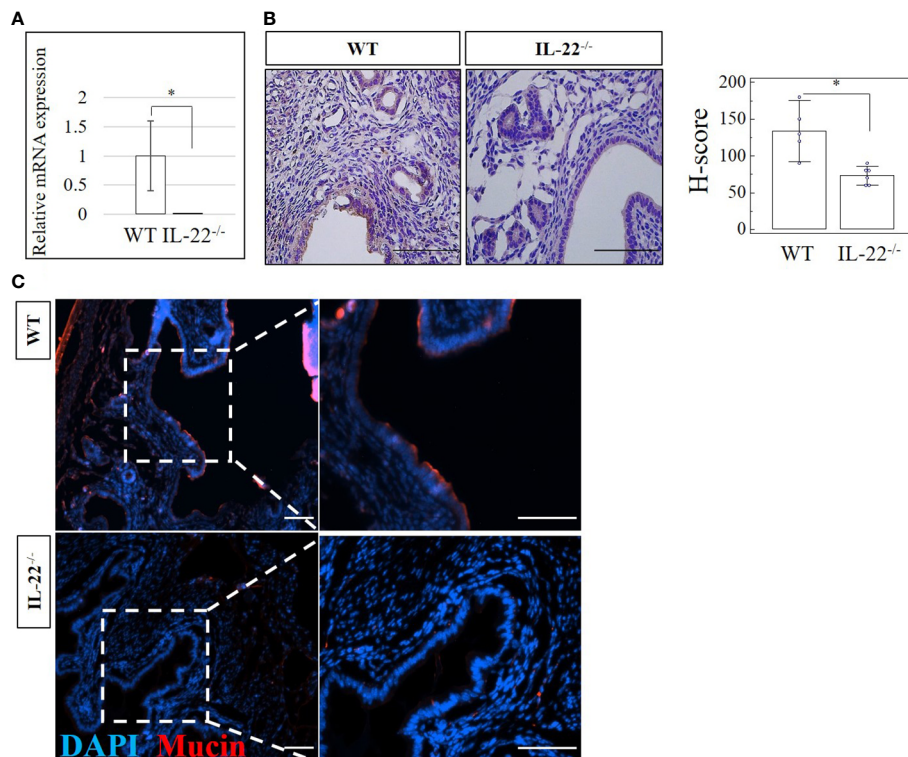 A
Relative mRNA expression
2
1.5
1
0.5
0
*
WT IL-22-/-
B
WT
IL-22-/-
H-score
200
150
100
50
0
*
WT IL-22-/-
C
WT
IL-22-/-
DAPI Mucin